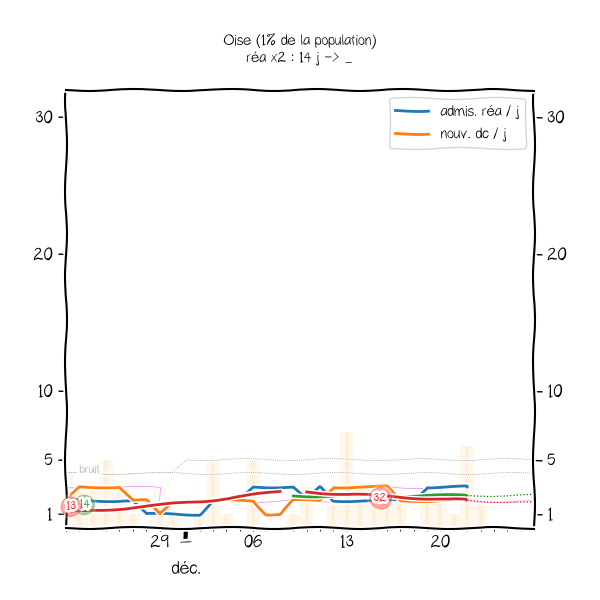 Oise (1% de la population)
réa x2 : 14 j -> _
admis. réa / j
nouv. dc / j
30
30
20
20
10
10
5
5
bruit
13
14
32
1
1
29
06
13
20
déc.